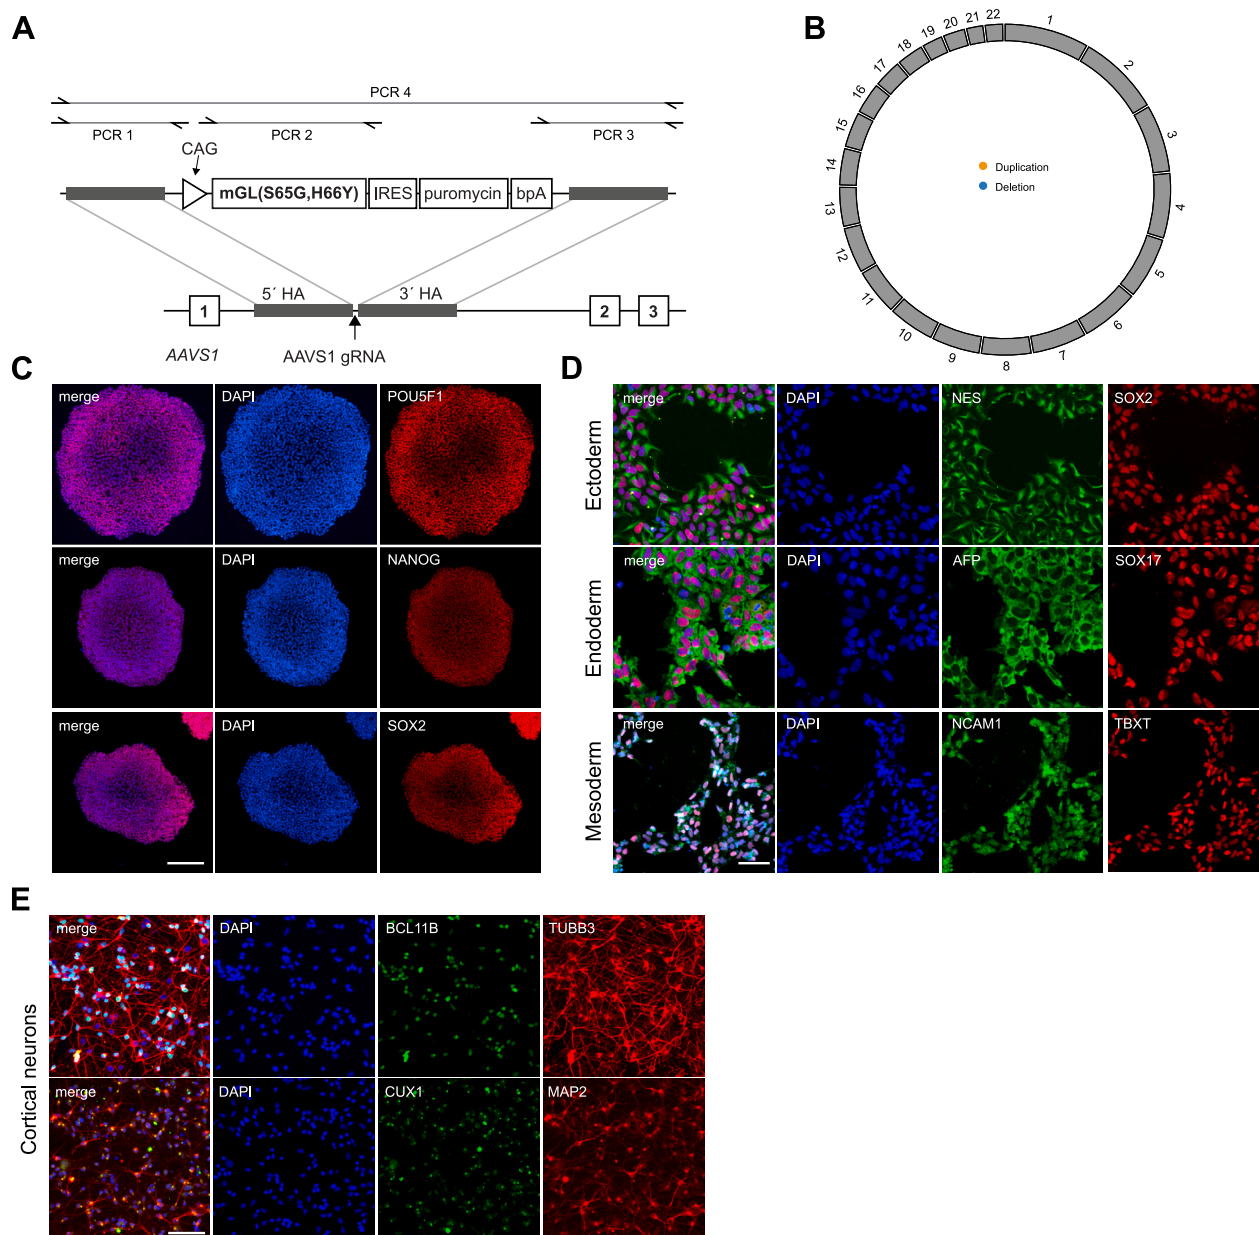 A
PCR 4
PCR 1
PCR 2
PCR 3
CAG
mGL(S65G,H66Y)
IRES
puromycin
bpA
5´ HA
3´ HA
1
2
3
AAVS1
AAVS1 gRNA
B
1
2
3
4
5
6
7
8
9
10
11
12
13
14
15
16
17
18
19
20
21
22
Duplication
Deletion
C
merge
DAPI
POU5F1
merge
DAPI
NANOG
merge
DAPI
SOX2
D
Ectoderm
merge
DAPI
NES
SOX2
Endoderm
merge
DAPI
AFP
SOX17
Mesoderm
merge
DAPI
NCAM1
TBXT
E
Cortical neurons
merge
DAPI
BCL11B
TUBB3
merge
DAPI
CUX1
MAP2